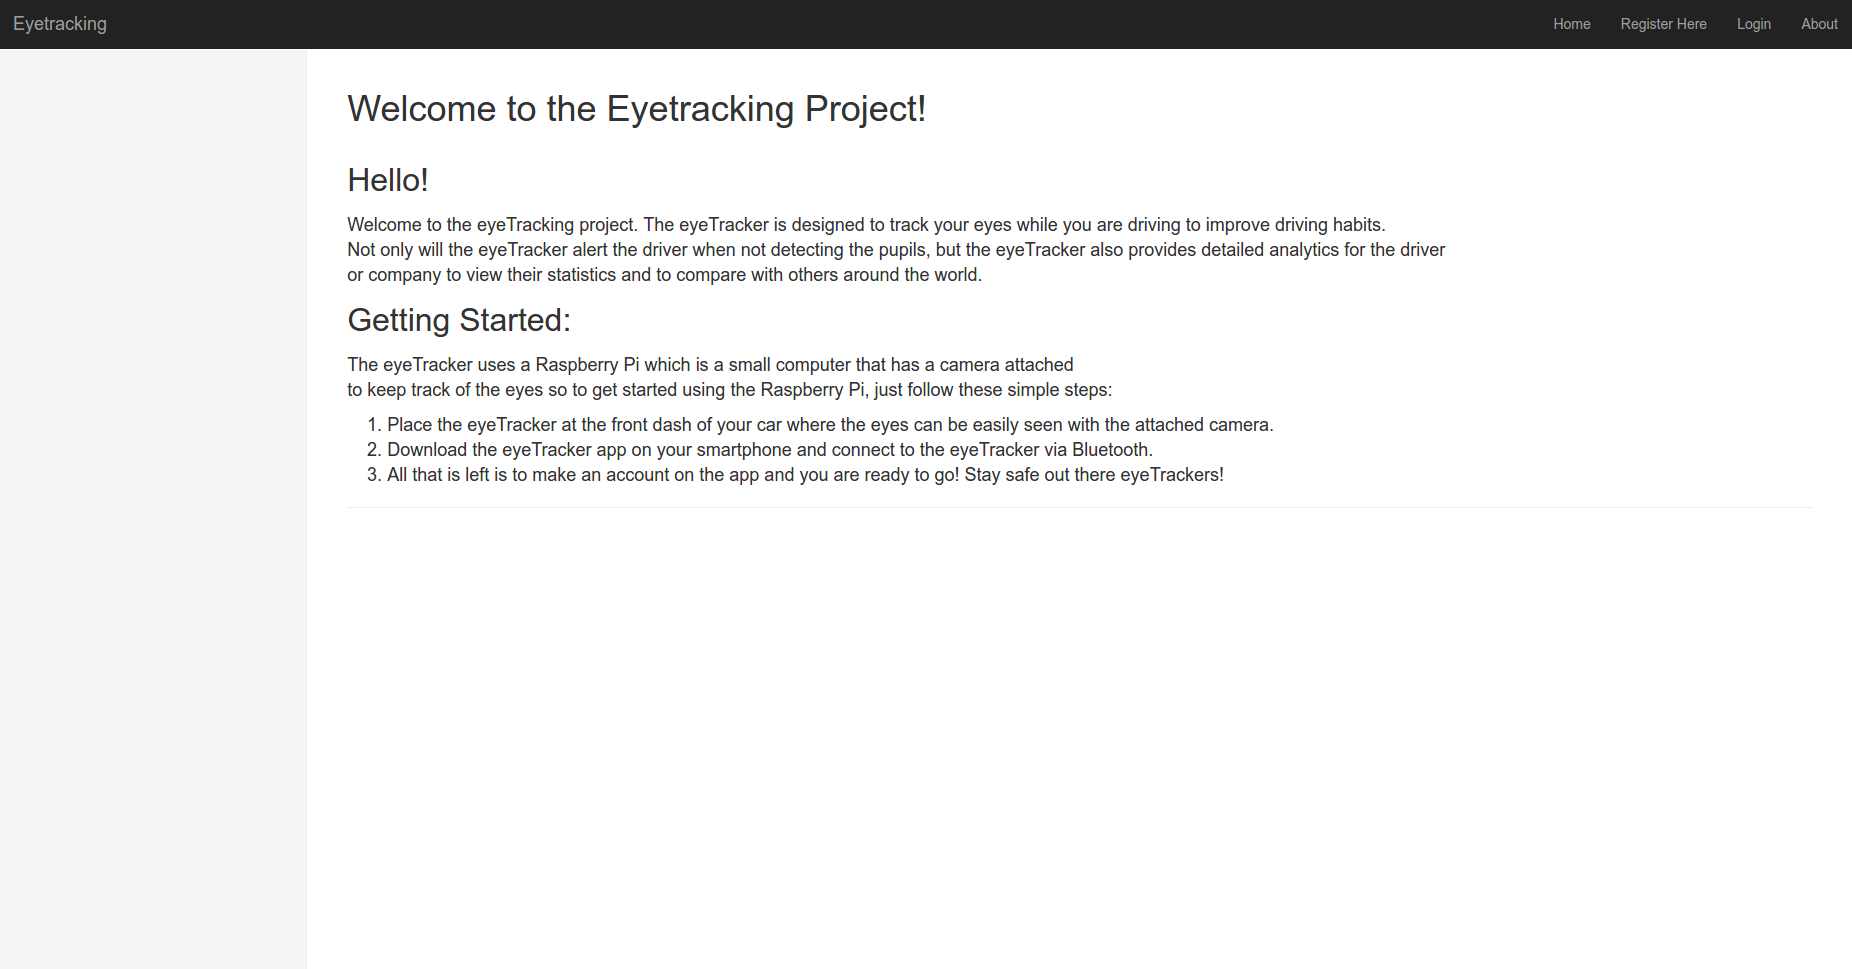 Eyetracking
Home
Register Here
Login
About
Welcome to the Eyetracking Project!
Hello!
Welcome to the eyeTracking project. The eyeTracker is designed to track your eyes while you are driving to improve driving habits.
Not only will the eyeTracker alert the driver when not detecting the pupils, but the eyeTracker also provides detailed analytics for the driver
or company to view their statistics and to compare with others around the world.
Getting Started:
The eyeTracker uses a Raspberry Pi which is a small computer that has a camera attached
to keep track of the eyes so to get started using the Raspberry Pi, just follow these simple steps:
1. Place the eyeTracker at the front dash of your car where the eyes can be easily seen with the attached camera.
2. Download the eyeTracker app on your smartphone and connect to the eyeTracker via Bluetooth.
3. All that is left is to make an account on the app and you are ready to go! Stay safe out there eyeTrackers!